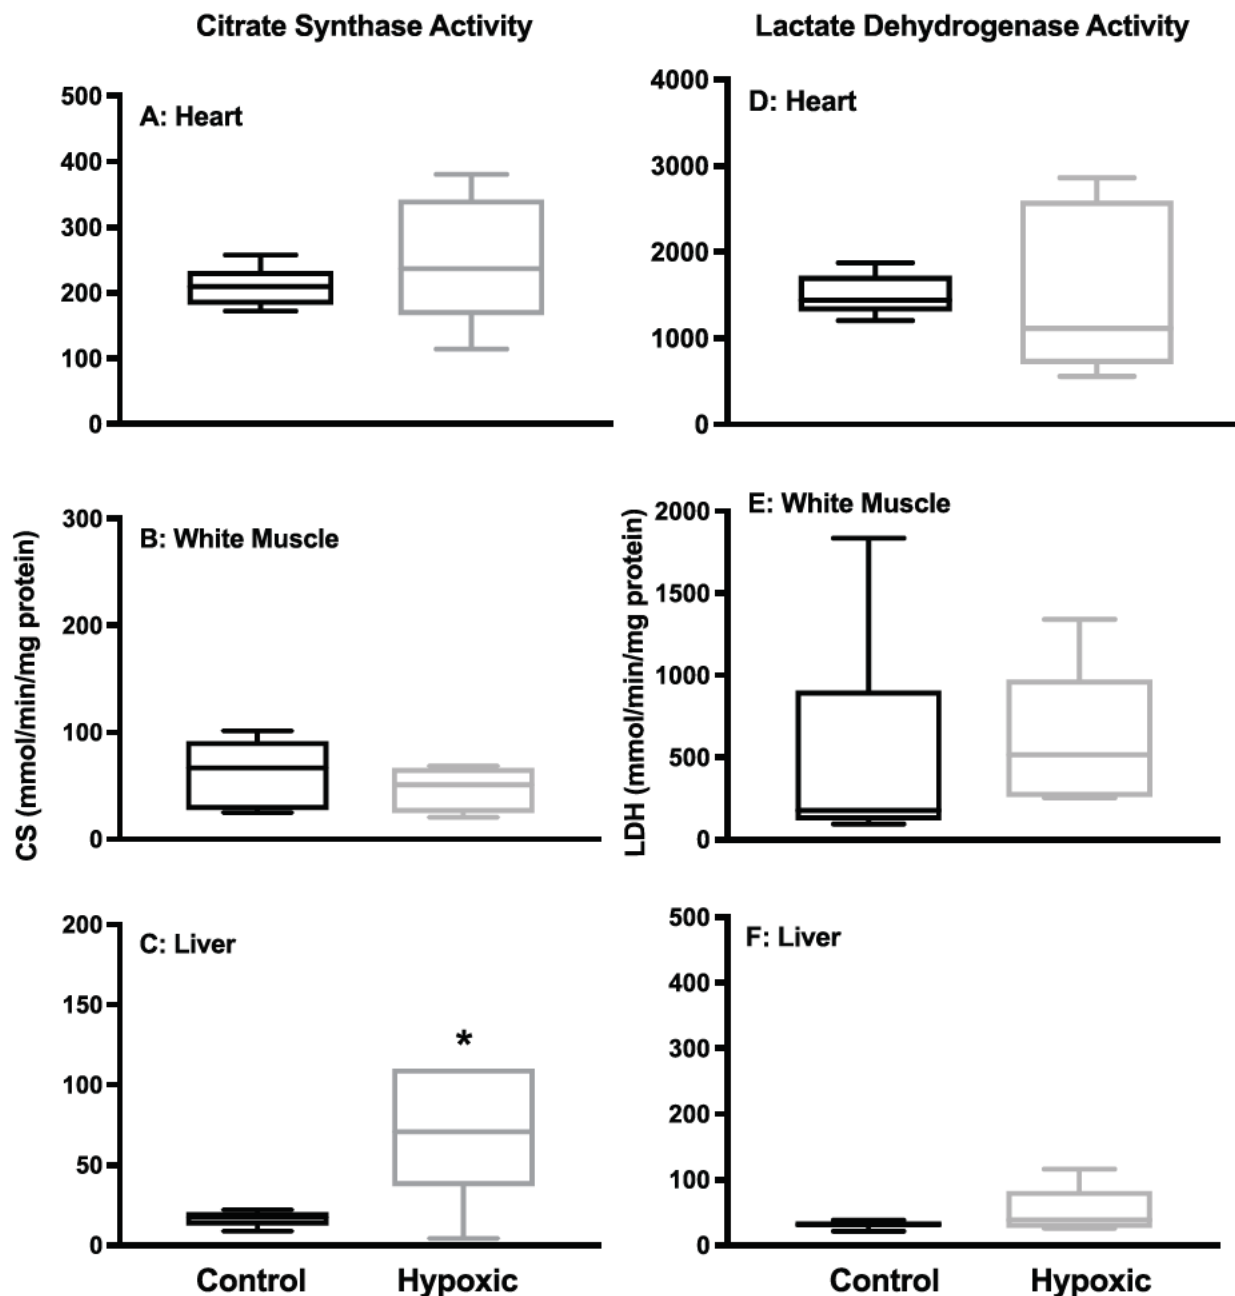 Citrate Synthase Activity
Lactate Dehydrogenase Activity
500
400
300
200
100
0
A: Heart
4000
3000
2000
1000
0
D: Heart
CS (mmol/min/mg protein)
300
200
100
0
B: White Muscle
LDH (mmol/min/mg protein)
2000
1500
1000
500
0
E: White Muscle
200
150
100
50
0
C: Liver
*
Control
Hypoxic
500
400
300
200
100
0
F: Liver
Control
Hypoxic